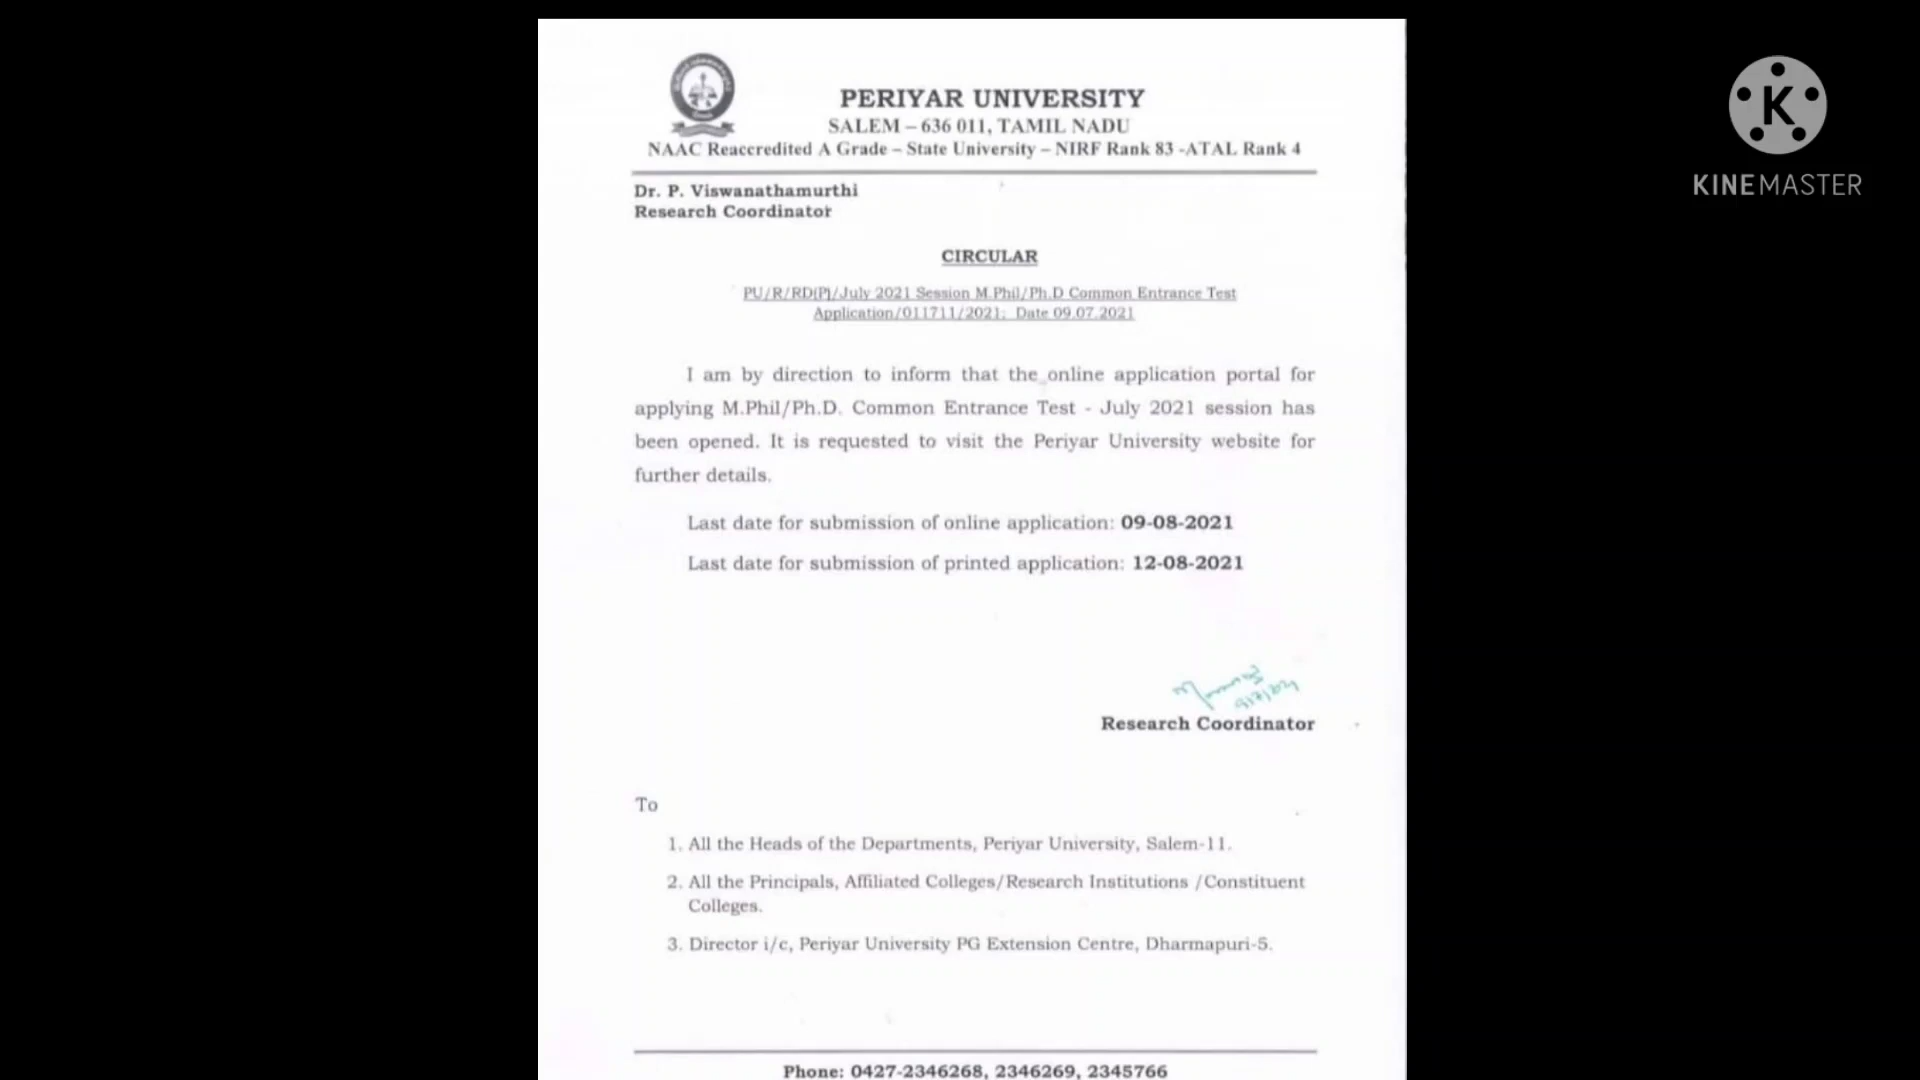 PERIYAR UNIVERSITY
SALEM – 636 011, TAMIL NADU
NAAC Reaccredited A Grade – State University – NIRF Rank 83 -ATAL Rank 4
Dr. P. Viswanathamurthi
Research Coordinator
CIRCULAR
PU/R/RD(P)/July 2021 Session M.Phil/Ph.D Common Entrance Test
Application/011711/2021; Date 09.07.2021
I am by direction to inform that the online application portal for
applying M.Phil/Ph.D. Common Entrance Test - July 2021 session has
been opened. It is requested to visit the Periyar University website for
further details.
Last date for submission of online application: 09-08-2021
Last date for submission of printed application: 12-08-2021
Research Coordinator
To
1. All the Heads of the Departments, Periyar University, Salem-11.
2. All the Principals, Affiliated Colleges/Research Institutions /Constituent
Colleges.
3. Director i/c, Periyar University PG Extension Centre, Dharmapuri-5.
Phone: 0427-2346268, 2346269, 2345766
K
KINEMASTER